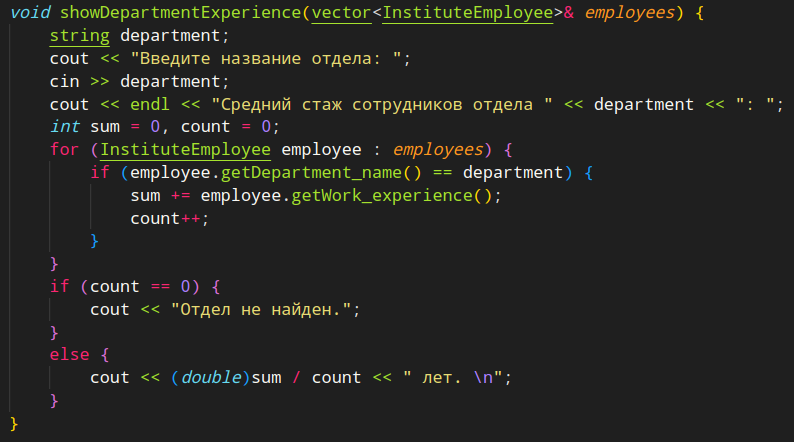 void showDepartmentExperience(vector<InstituteEmployee>& employees) {
    string department;
    cout << "Введите название отдела: ";
    cin >> department;
    cout << endl << "Средний стаж сотрудников отдела " << department << ": ";
    int sum = 0, count = 0;
    for (InstituteEmployee employee : employees) {
        if (employee.getDepartment_name() == department) {
            sum += employee.getWork_experience();
            count++;
        }
    }
    if (count == 0) {
        cout << "Отдел не найден.";
    }
    else {
        cout << (double)sum / count << " лет. \n";
    }
}